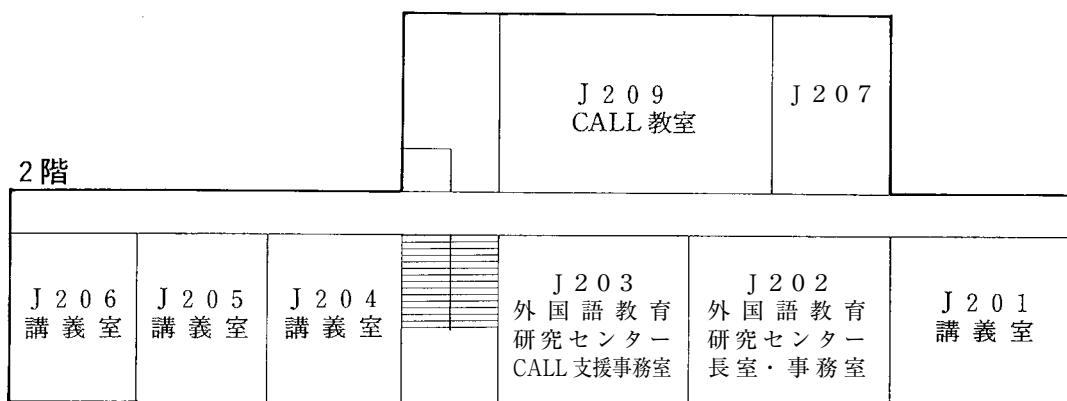 J209
CALL教室
J207
2階
J206
講義室
J205
講義室
J204
講義室
J203
外国語教育
研究センター
CALL支援事務室
J202
外国語教育
研究センター
長室・事務室
J201
講義室